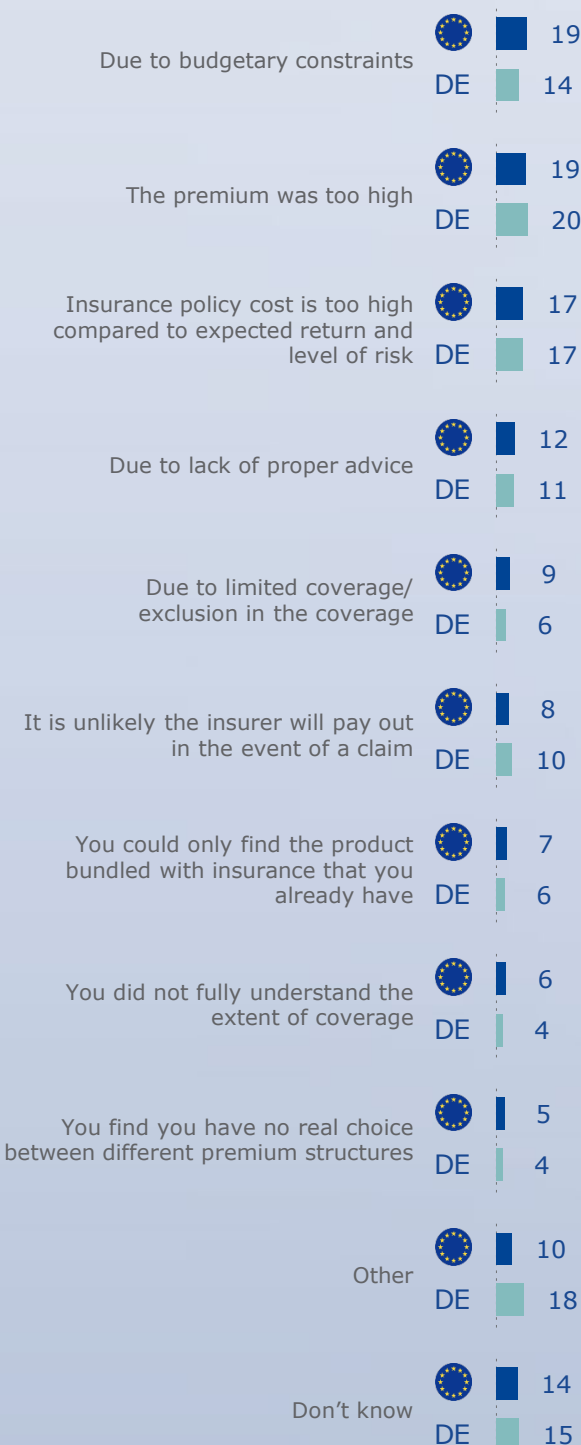 Due to budgetary constraints
19
DE 14
The premium was too high
19
DE 20
Insurance policy cost is too high
compared to expected return and
level of risk
17
DE 17
Due to lack of proper advice
12
DE 11
Due to limited coverage/
exclusion in the coverage
9
DE 6
It is unlikely the insurer will pay out
in the event of a claim
8
DE 10
You could only find the product
bundled with insurance that you
already have
7
DE 6
You did not fully understand the
extent of coverage
6
DE 4
You find you have no real choice
between different premium structures
5
DE 4
Other
10
DE 18
Don't know
14
DE 15